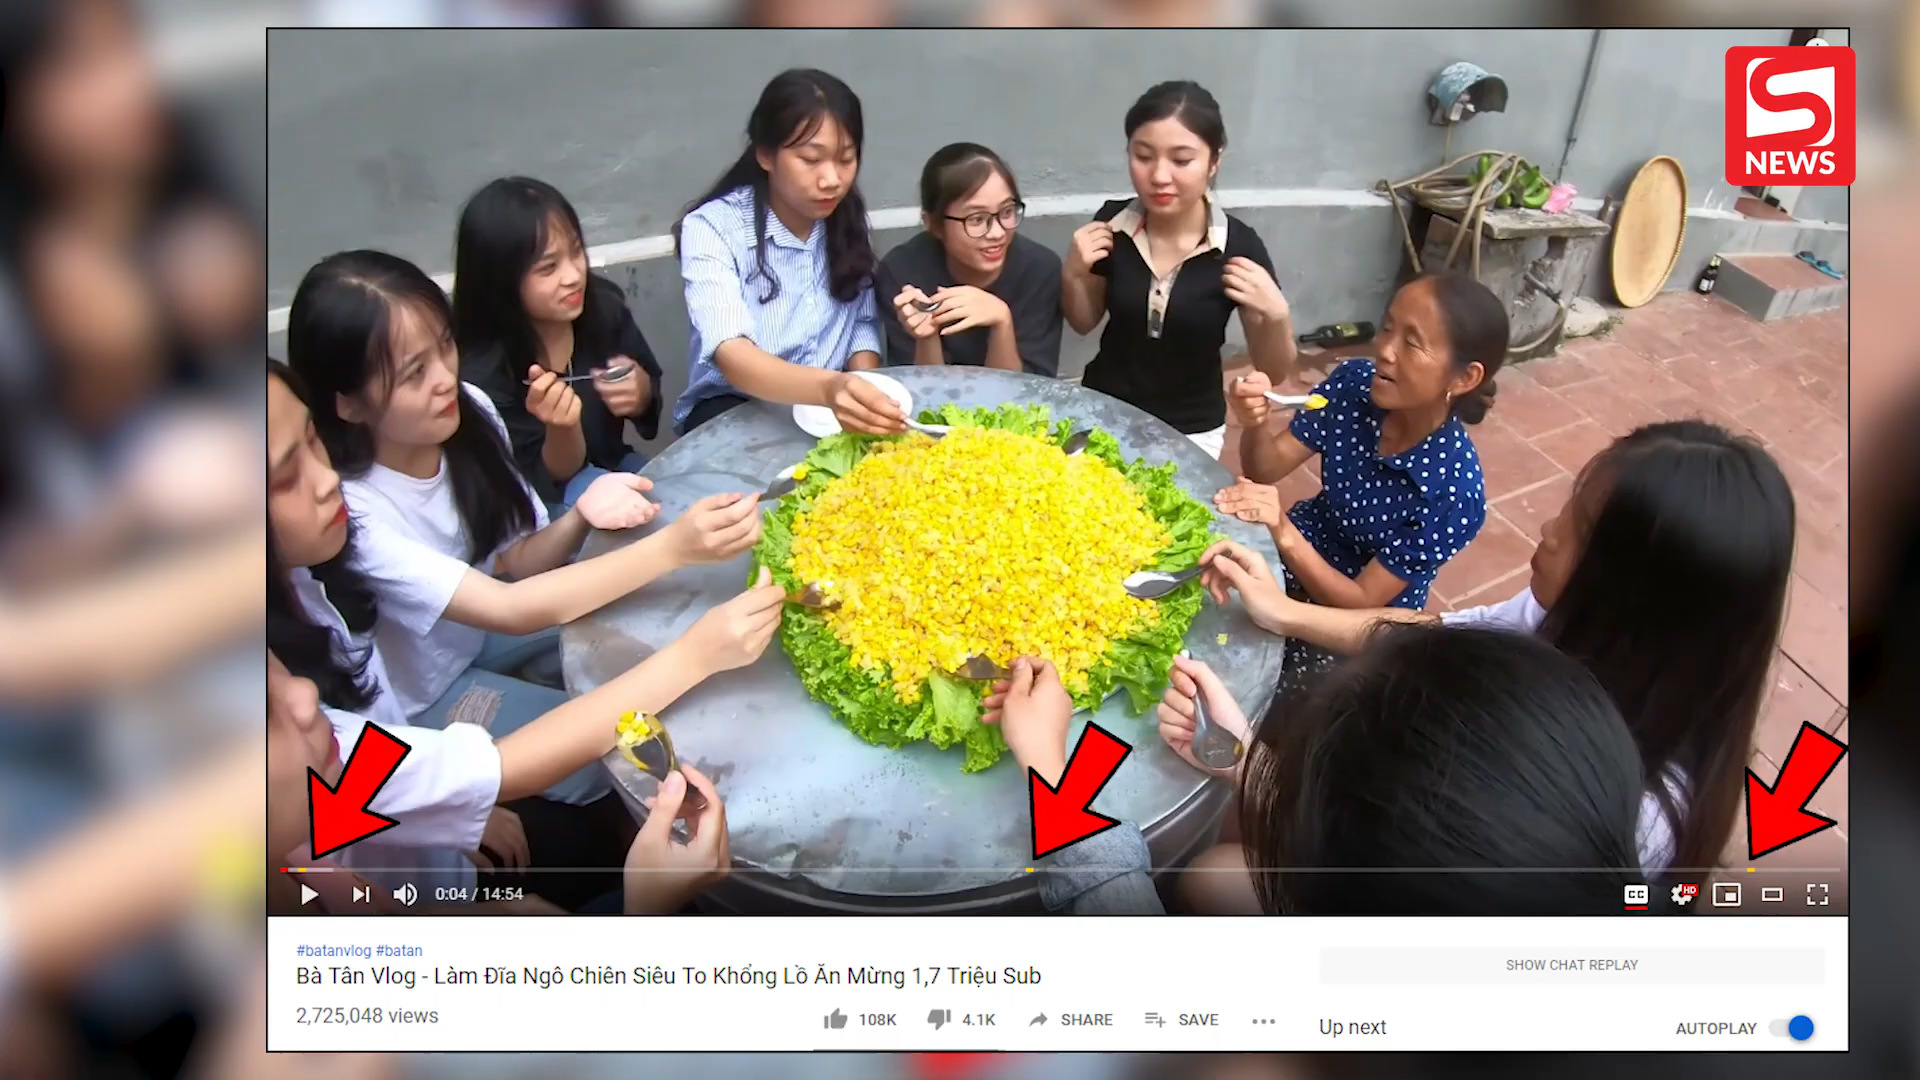 S
NEWS
0:04 / 14:54
CC
HD
#batanvlog #batan
Bà Tân Vlog - Làm Đĩa Ngô Chiên Siêu To Khổng Lồ Ăn Mừng 1,7 Triệu Sub
2,725,048 views
108K
4.1K
SHARE
SAVE
SHOW CHAT REPLAY
Up next
AUTOPLAY